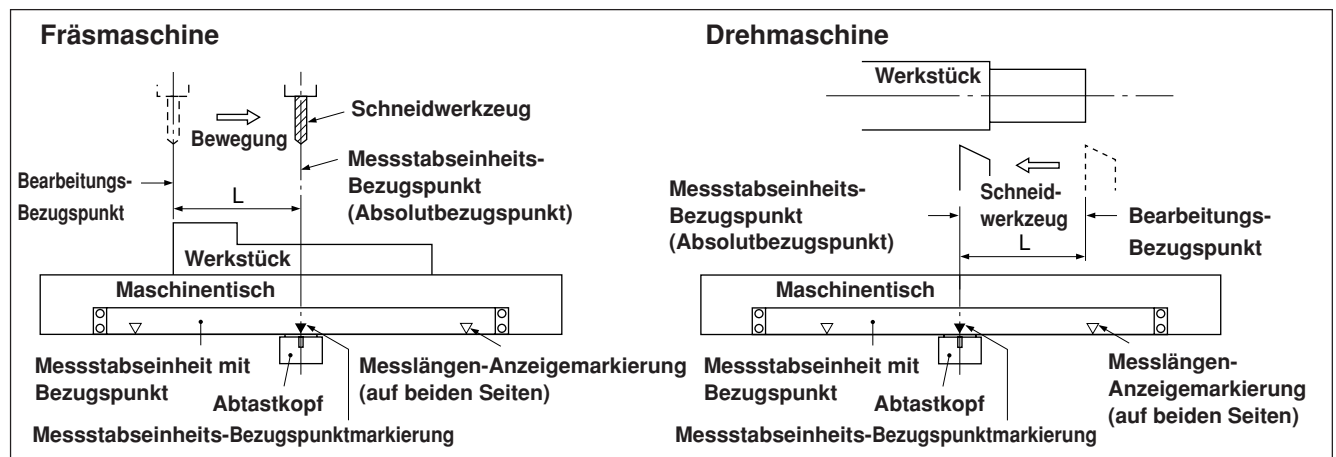 Fräsmaschine
Schneidwerkzeug
Bewegung
Messstabseinheits-
Bezugspunkt
(Absolutbezugspunkt)
Bearbeitungs-
Bezugspunkt
L
Werkstück
Maschinentisch
Messstabseinheit mit
Bezugspunkt
Abtastkopf
Messlängen-Anzeigemarkierung
(auf beiden Seiten)
Messstabseinheits-Bezugspunktmarkierung
Drehmaschine
Werkstück
Messstabseinheits-
Bezugspunkt
(Absolutbezugspunkt)
Schneid-
werkzeug
L
Bearbeitungs-
Bezugspunkt
Maschinentisch
Messstabseinheit mit
Bezugspunkt
Abtastkopf
Messlängen-
Anzeigemarkierung
(auf beiden Seiten)
Messstabseinheits-Bezugspunktmarkierung